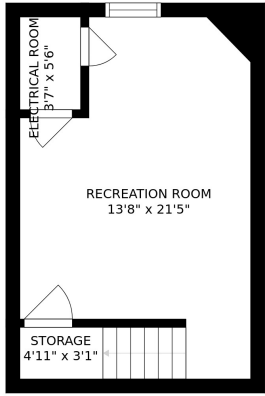 ELECTRICAL ROOM
3'7" x 5'6"
RECREATION ROOM
13'8" x 21'5"
STORAGE
4'11" x 3'1"